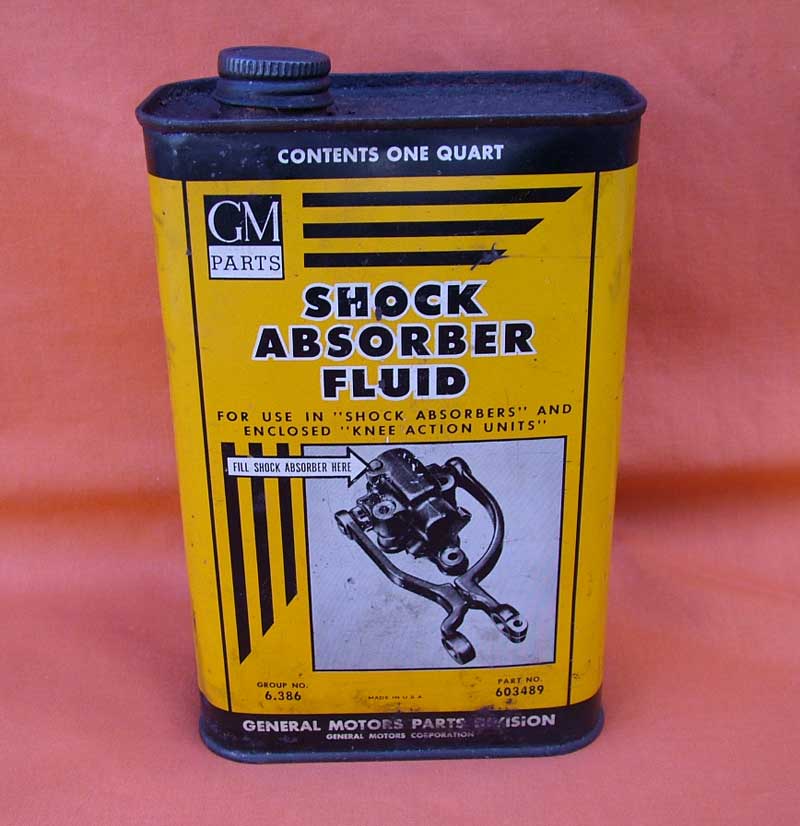 CONTENTS ONE QUART
GM
PARTS
SHOCK
ABSORBER
FLUID
FOR USE IN "SHOCK ABSORBERS" AND
ENCLOSED "KNEE ACTION UNITS"
FILL SHOCK ABSORBER HERE
GROUP NO.
6.386
MADE IN U.S.A.
PART NO.
603489
GENERAL MOTORS PARTS DIVISION
GENERAL MOTORS CORPORATION